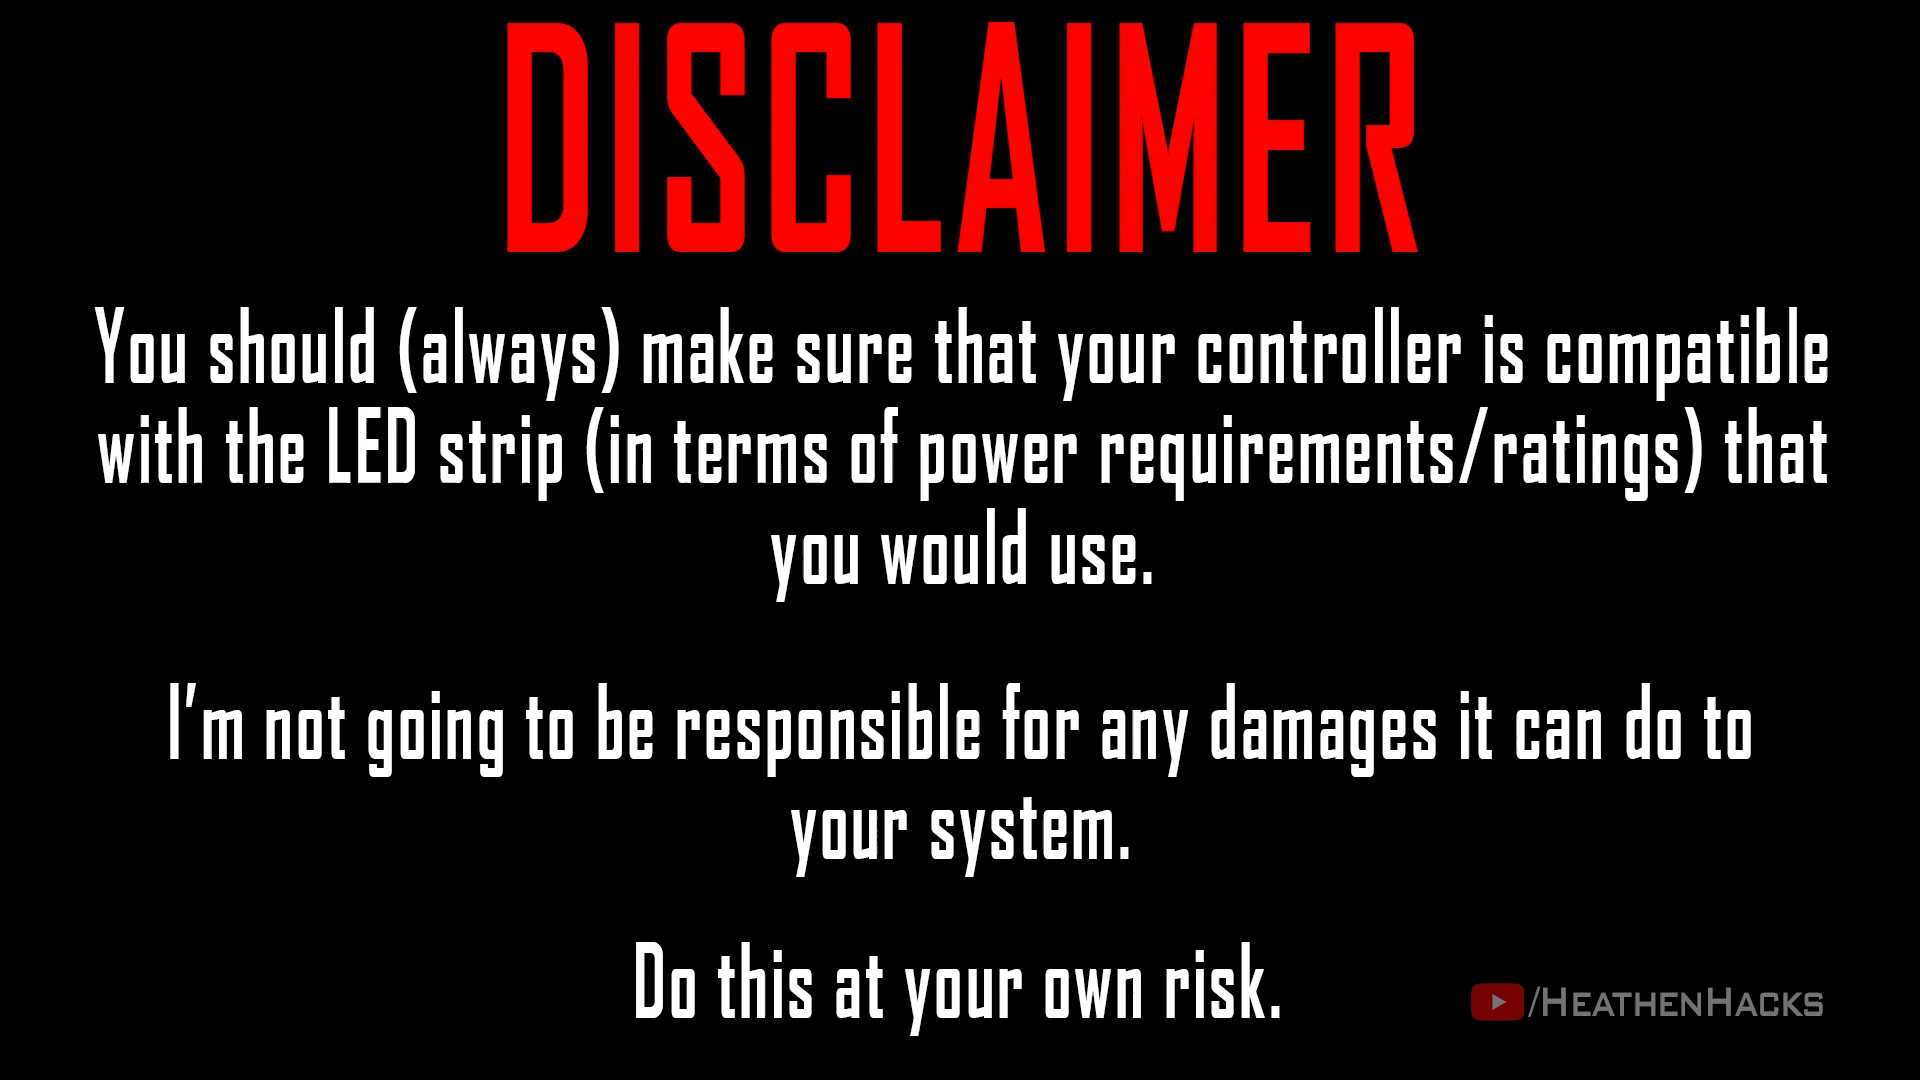 DISCLAIMER
You should (always) make sure that your controller is compatible
with the LED strip (in terms of power requirements/ratings) that
you would use.
I'm not going to be responsible for any damages it can do to
your system.
Do this at your own risk.
/HEATHENHACKS